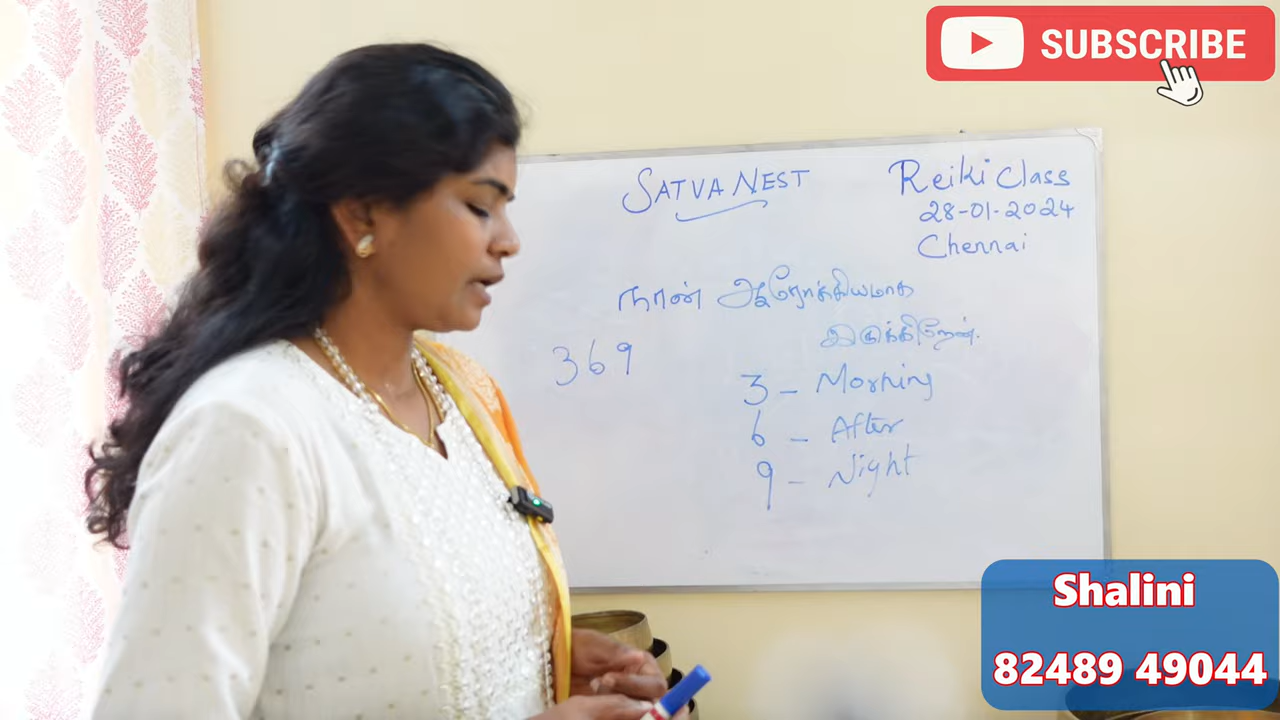 SUBSCRIBE
SATVA NEST
Reiki Class
28-01-2024
Chennai
நான் ஆரோக்கியமாக
இருக்கிறேன்.
369
3 - Morning
6 - After
9 - Night
Shalini
82489 49044